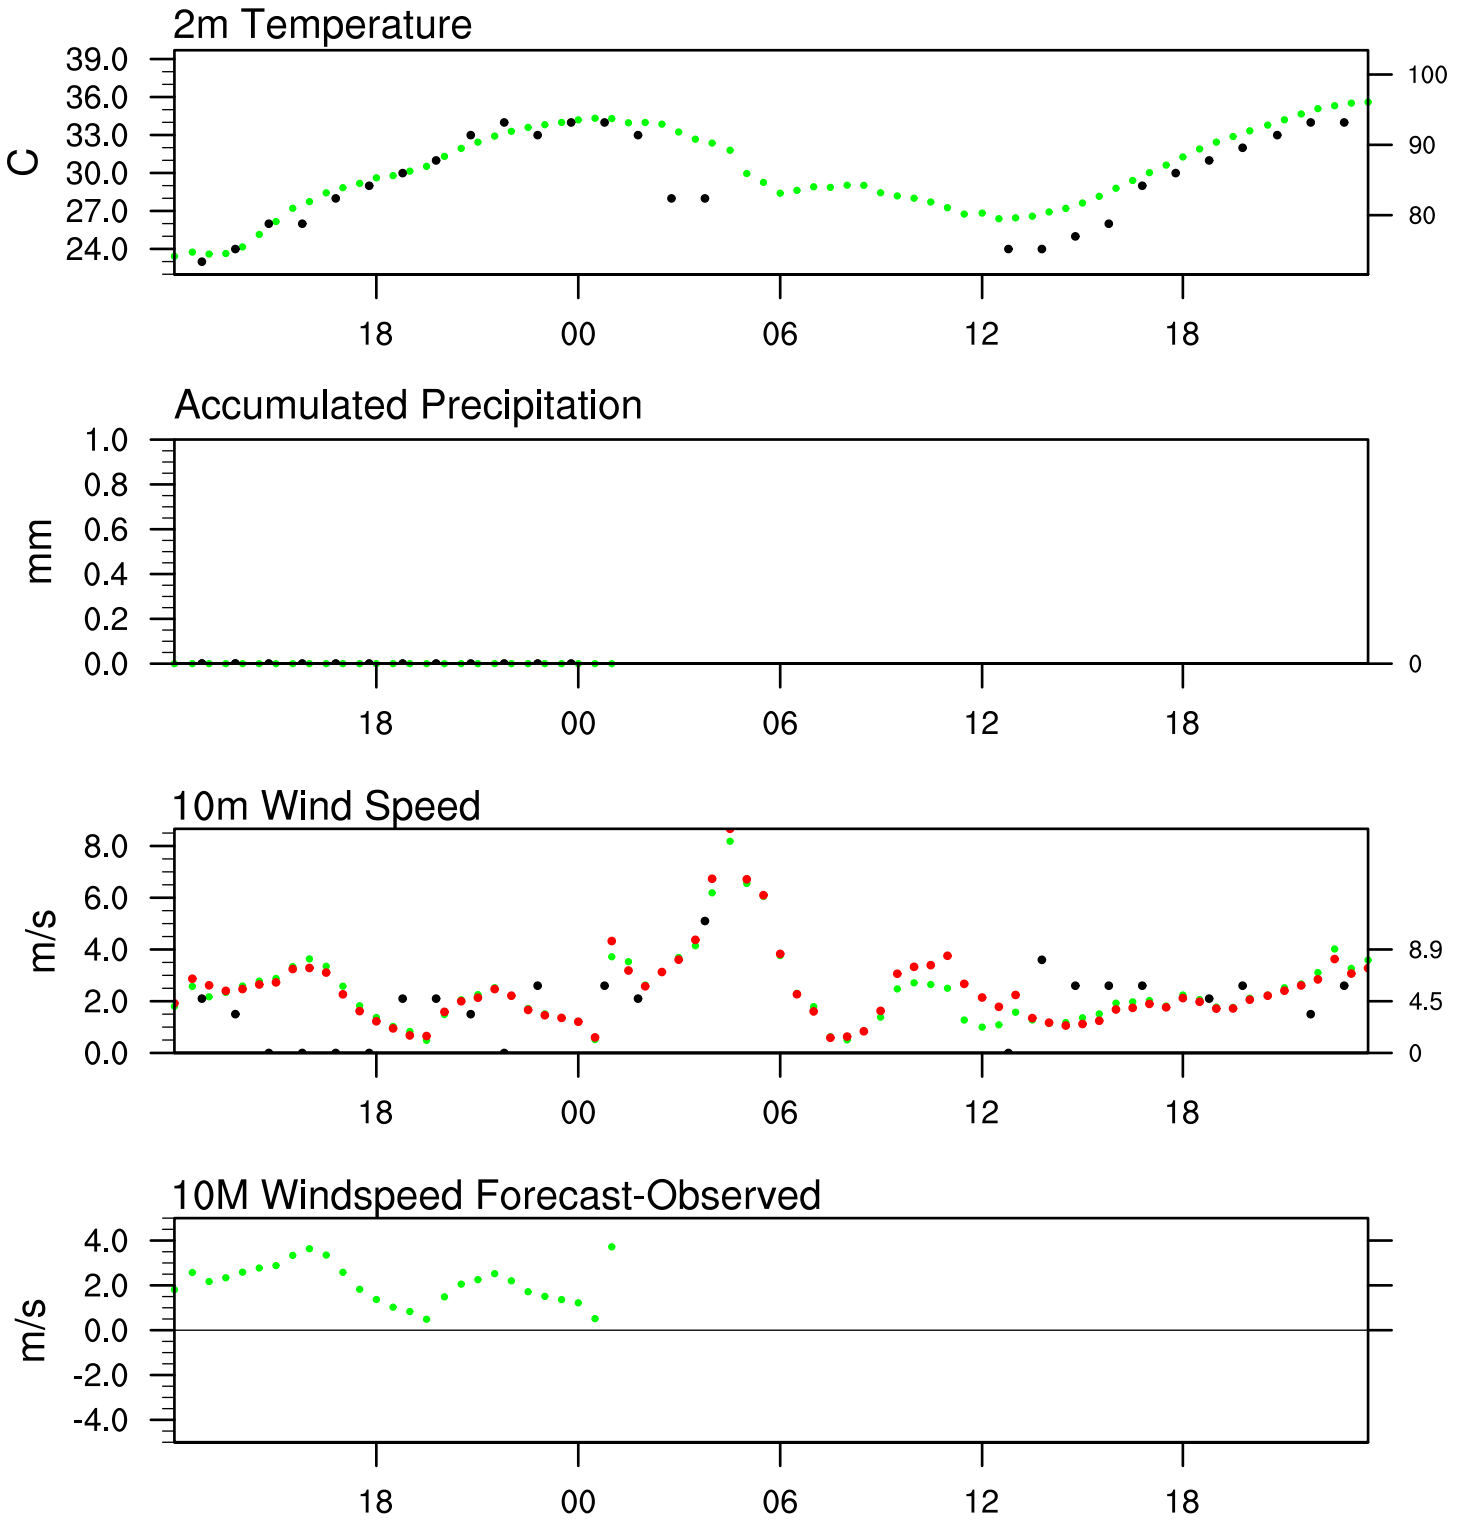 2m Temperature
39.0
36.0
33.0
30.0
27.0
24.0
C
100
90
80
18 00 06 12 18
Accumulated Precipitation
1.0
0.8
0.6
0.4
0.2
0.0
mm
0
18 00 06 12 18
10m Wind Speed
8.0
6.0
4.0
2.0
0.0
m/s
8.9
4.5
0
18 00 06 12 18
10M Windspeed Forecast-Observed
4.0
2.0
0.0
-2.0
-4.0
m/s
18 00 06 12 18